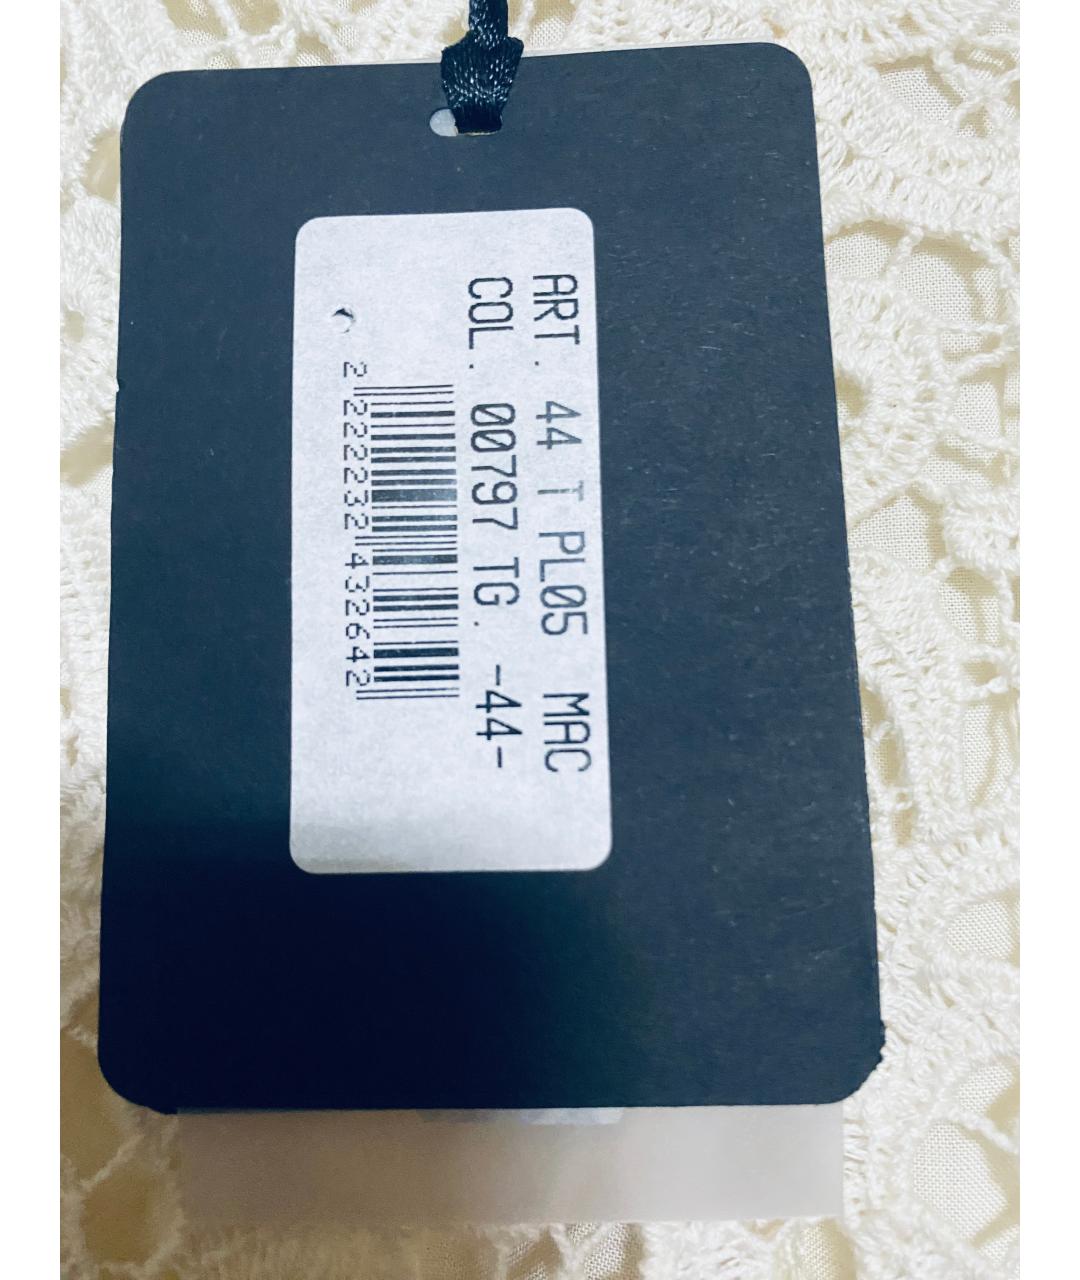 ART. 44 T PL05 MAC
COL. 00797 TG. -44-
2 222232 432642